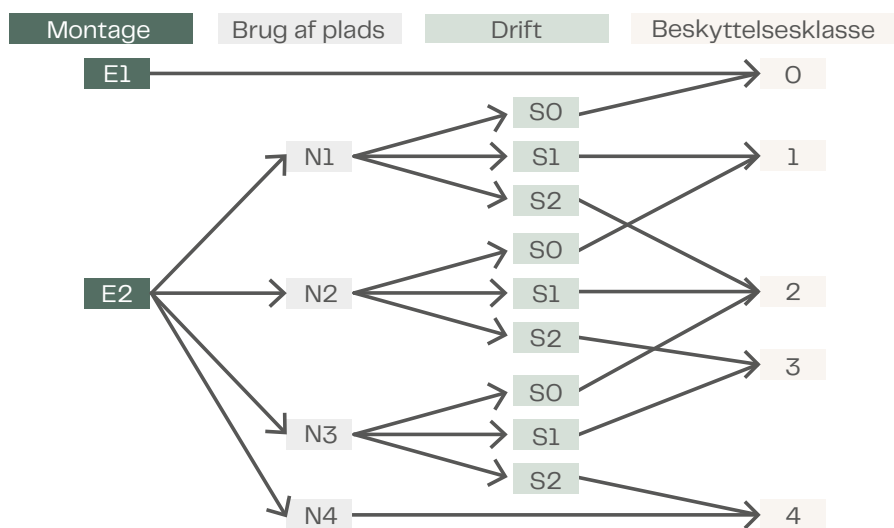 Montage Brug af plads Drift Beskyttelsesklasse
E1 0
S0
N1 S1 1
S2
S0
E2 N2 S1 2
S2
3
S0
N3 S1
S2
N4 4